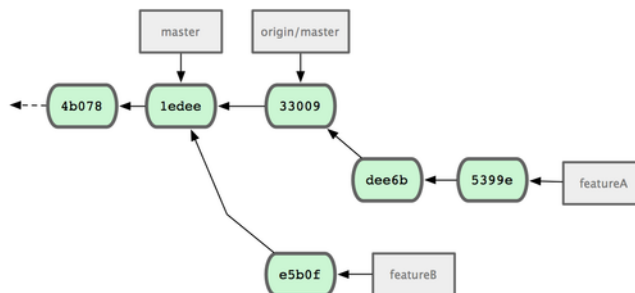 master
origin/master
4b078
1edee
33009
dee6b
5399e
featureA
e5b0f
featureB